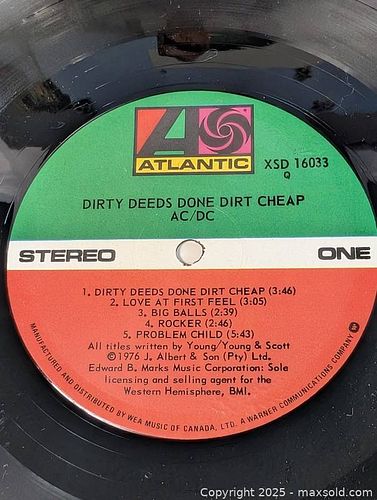 ATLANTIC
XSD 16033
Q
DIRTY DEEDS DONE DIRT CHEAP
AC/DC
STEREO
ONE
1. DIRTY DEEDS DONE DIRT CHEAP (3:46)
2. LOVE AT FIRST FEEL (3:05)
3. BIG BALLS (2:39)
4. ROCKER (2:46)
5. PROBLEM CHILD (5:43)
All titles written by Young/Young & Scott
©1976 J. Albert & Son (Pty) Ltd.
Edward B. Marks Music Corporation: Sole
licensing and selling agent for the
Western Hemisphere, BMI.
MANUFACTURED AND DISTRIBUTED BY WEA MUSIC OF CANADA, LTD. A WARNER COMMUNICATIONS COMPANY
Copyright 2025 - maxsold.com